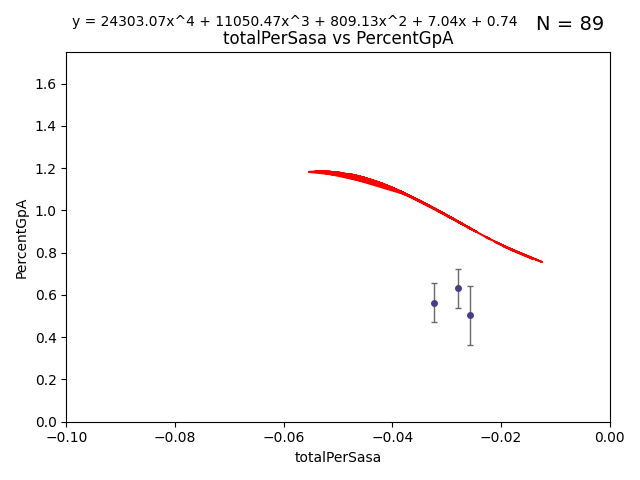 y = 24303.07x^4 + 11050.47x^3 + 809.13x^2 + 7.04x + 0.74
N = 89
totalPerSasa vs PercentGpA
PercentGpA
1.6
1.4
1.2
1.0
0.8
0.6
0.4
0.2
0.0
−0.10 −0.08 −0.06 −0.04 −0.02 0.00
totalPerSasa